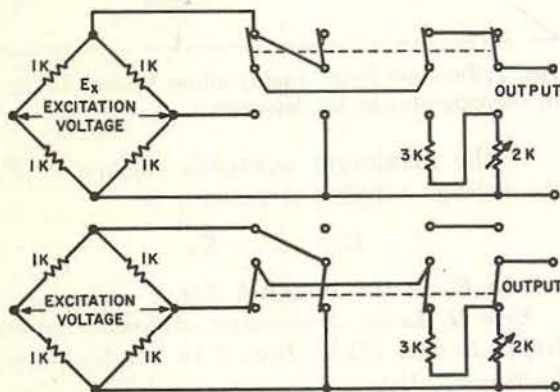 1K
1K
Ex
EXCITATION
VOLTAGE
OUTPUT
1K
1K
3K
2K
1K
1K
EXCITATION
VOLTAGE
OUTPUT
1K
1K
3K
2K